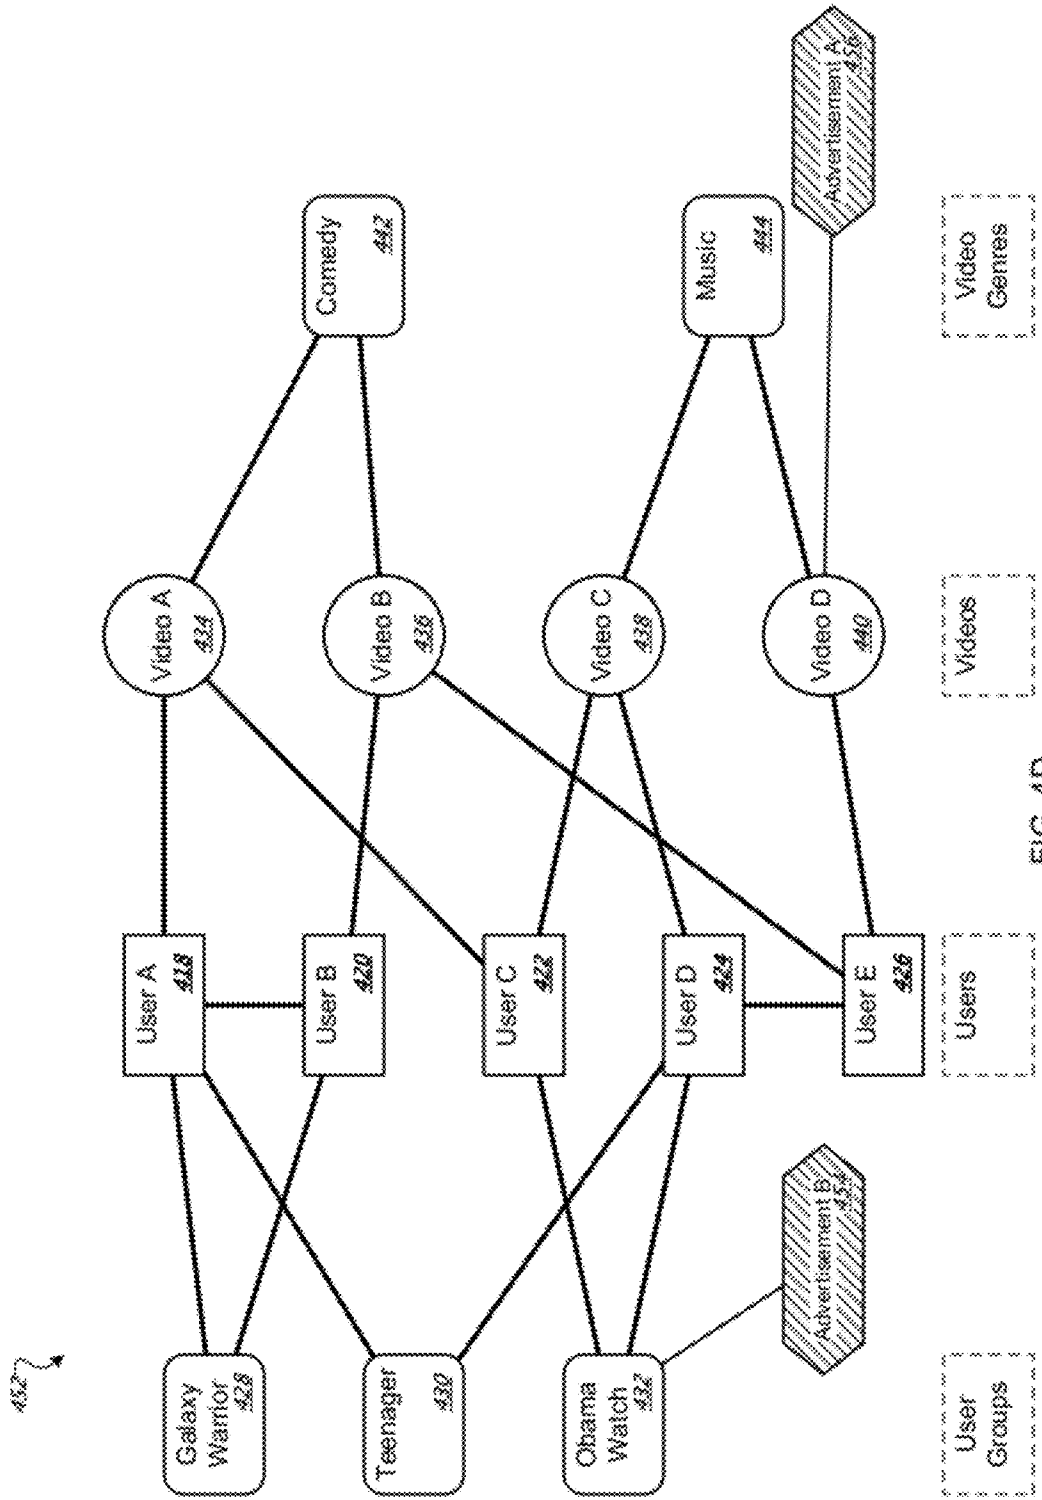 452
Galaxy
Warrior
428
Teenager
430
Obama
Watch
432
Advertisement B
454
User
Groups
User A
418
User B
420
User C
422
User D
424
User E
426
Users
Video A
434
Video B
436
Video C
438
Video D
440
Videos
Comedy
442
Music
444
Advertisement A
456
Video
Genres
FIG. 4D